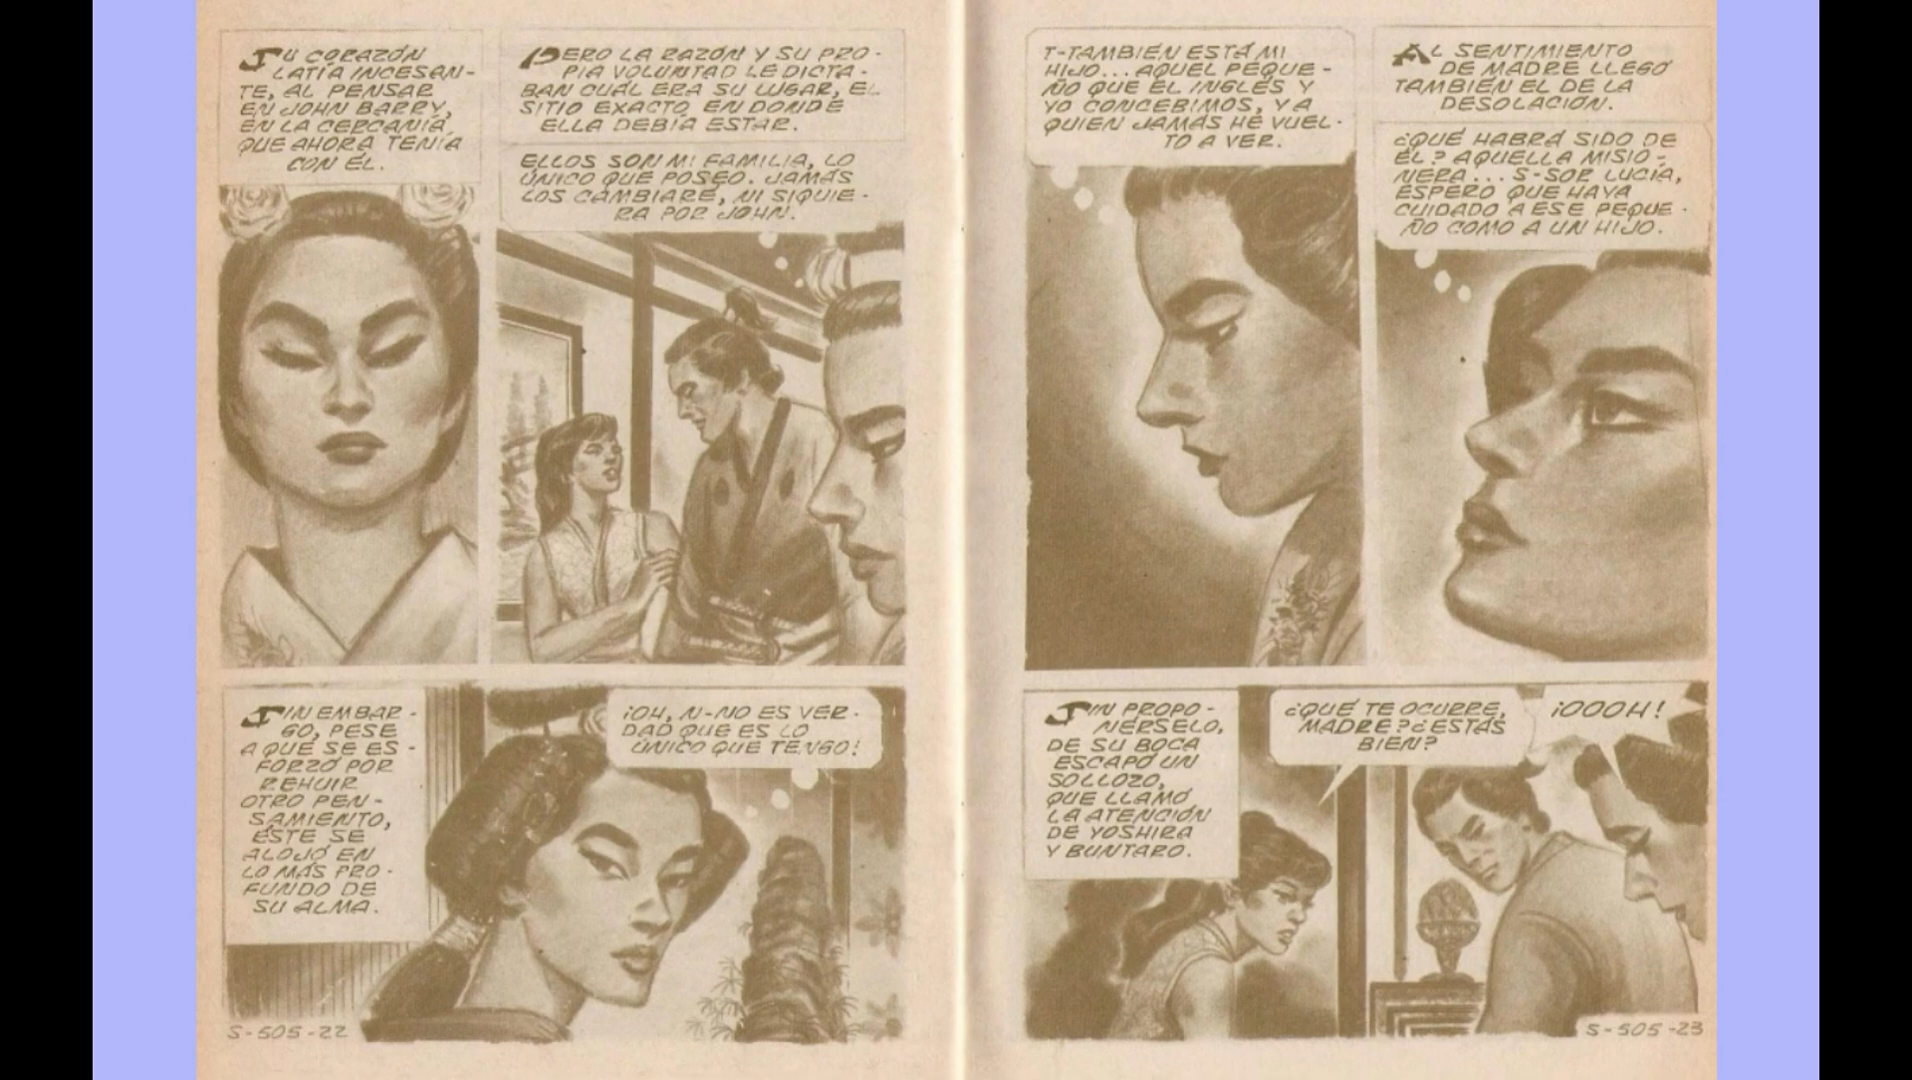 SU CORAZÓN
LATÍA INCESAN-
TE, AL PENSAR
EN JOHN BARRY,
EN LA CERCANÍA
QUE AHORA TENÍA
CON ÉL.
PERO LA RAZÓN Y SU PRO-
PIA VOLUNTAD LE DICTA-
BAN CUÁL ERA SU LUGAR, EL
SITIO EXACTO EN DONDE
ELLA DEBÍA ESTAR.
ELLOS SON MI FAMILIA, LO
ÚNICO QUE POSEO. JAMÁS
LOS CAMBIARÉ, NI SIQUIE-
RA POR JOHN.
SIN EMBAR-
GO, PESE
A QUE SE ES-
FORZÓ POR
REHUIR
OTRO PEN-
SAMIENTO,
ÉSTE SE
ALOJÓ EN
LO MÁS PRO-
FUNDO DE
SU ALMA.
¡OH, N-NO ES VER-
DAD QUE ES LO
ÚNICO QUE TENGO!
S-505-22
T-TAMBIÉN ESTÁ MI
HIJO... AQUEL PEQUE-
ÑO QUE EL INGLÉS Y
YO CONCEBIMOS, Y A
QUIEN JAMÁS HE VUEL-
TO A VER.
AL SENTIMIENTO
DE MADRE LLEGÓ
TAMBIÉN EL DE LA
DESOLACIÓN.
¿QUÉ HABRÁ SIDO DE
ÉL? AQUELLA MISIO-
NERA... S-SOR LUCÍA,
ESPERO QUE HAYA
CUIDADO A ESE PEQUE-
ÑO COMO A UN HIJO.
SIN PROPO-
NÉRSELO,
DE SU BOCA
ESCAPÓ UN
SOLLOZO,
QUE LLAMÓ
LA ATENCIÓN
DE YOSHIRA
Y BUNTARO.
¿QUÉ TE OCURRE,
MADRE? ¿ESTÁS
BIEN?
¡OOOH!
S-505-23